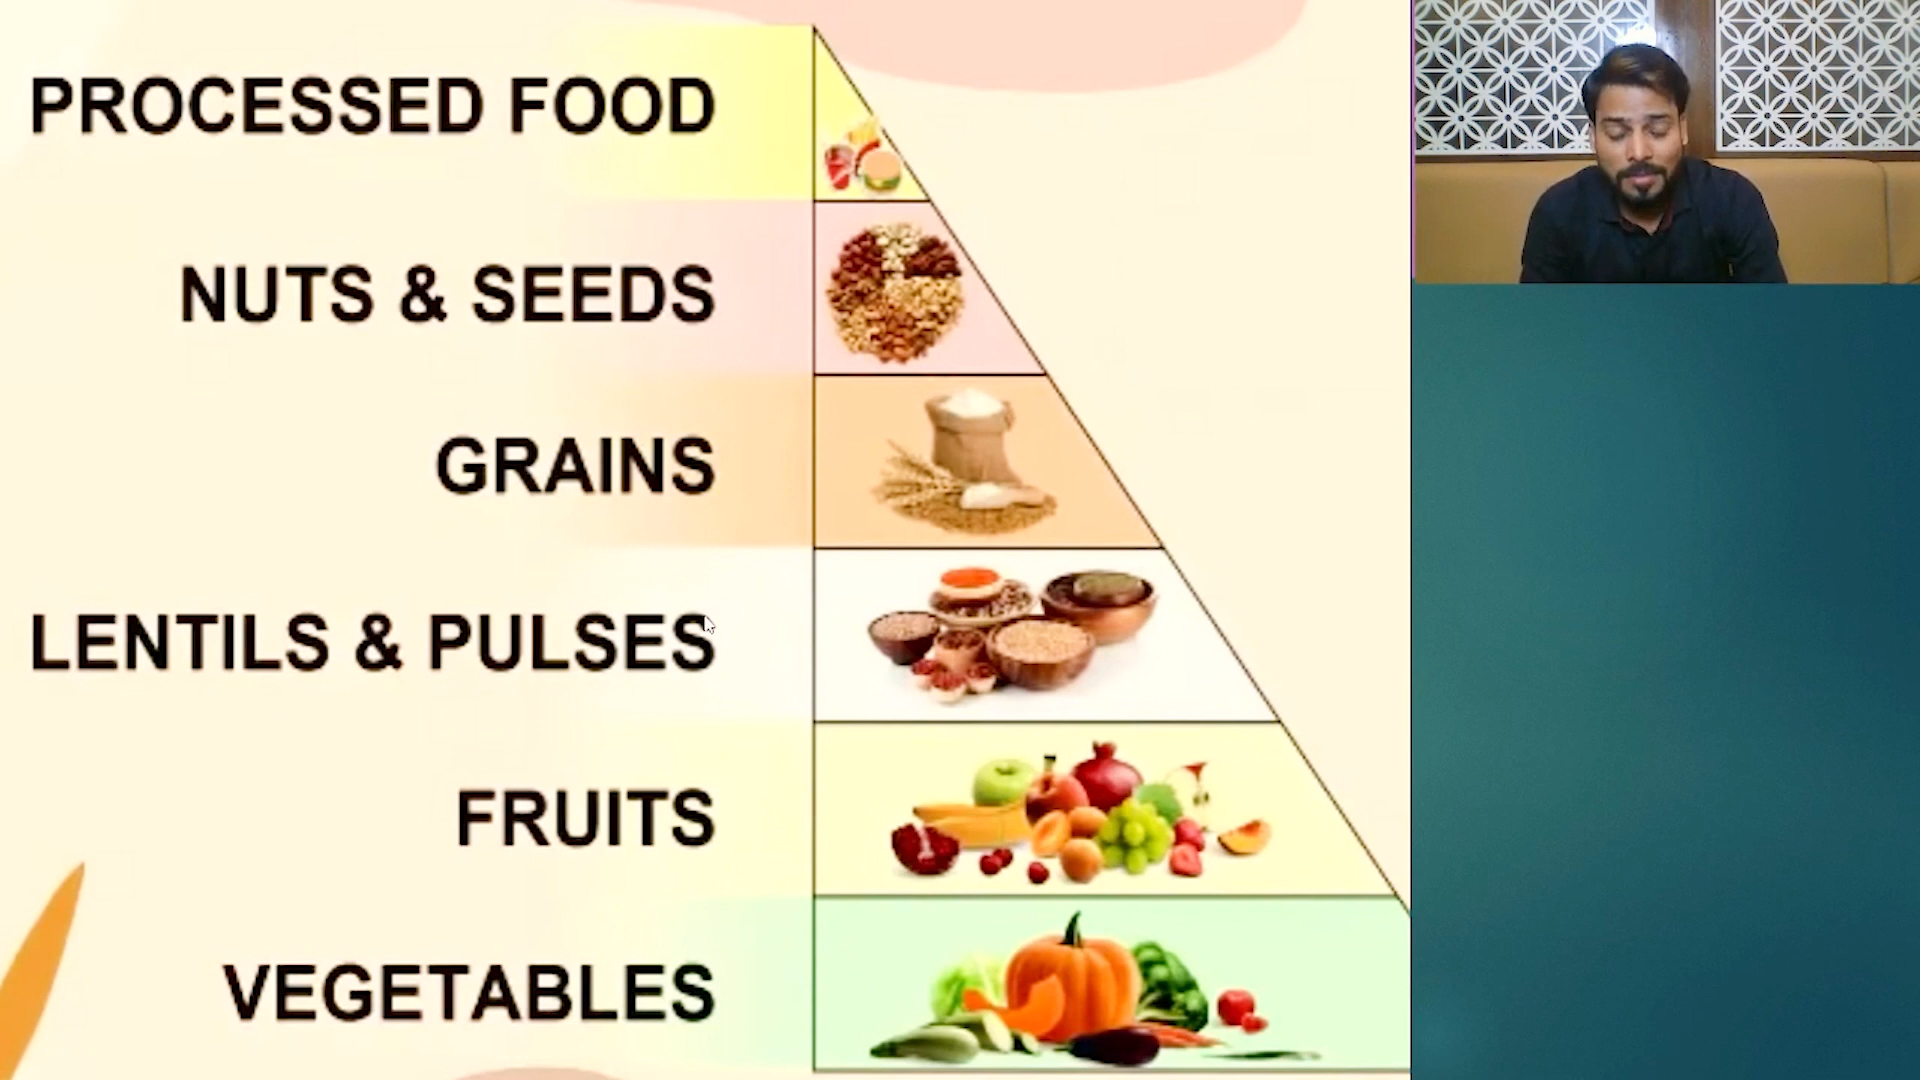 PROCESSED FOOD
NUTS & SEEDS
GRAINS
LENTILS & PULSES
FRUITS
VEGETABLES